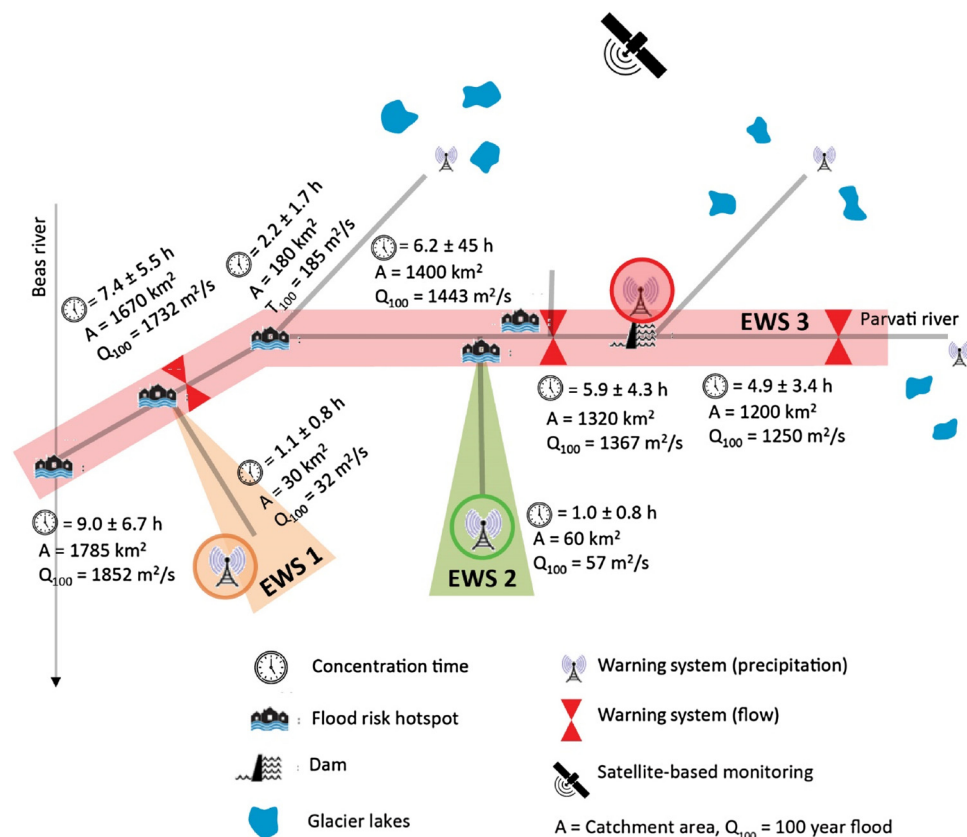 Beas river
= 7.4 ± 5.5 h
A = 1670 km²
Q₁₀₀ = 1732 m²/s
= 2.2 ± 1.7 h
A = 180 km²
T₁₀₀ = 185 m²/s
= 6.2 ± 45 h
A = 1400 km²
Q₁₀₀ = 1443 m²/s
EWS 3
Parvati river
= 5.9 ± 4.3 h
A = 1320 km²
Q₁₀₀ = 1367 m²/s
= 4.9 ± 3.4 h
A = 1200 km²
Q₁₀₀ = 1250 m²/s
= 1.1 ± 0.8 h
A = 30 km²
Q₁₀₀ = 32 m²/s
EWS 1
= 9.0 ± 6.7 h
A = 1785 km²
Q₁₀₀ = 1852 m²/s
= 1.0 ± 0.8 h
A = 60 km²
Q₁₀₀ = 57 m²/s
EWS 2
Concentration time
Flood risk hotspot
Dam
Glacier lakes
Warning system (precipitation)
Warning system (flow)
Satellite-based monitoring
A = Catchment area, Q₁₀₀ = 100 year flood